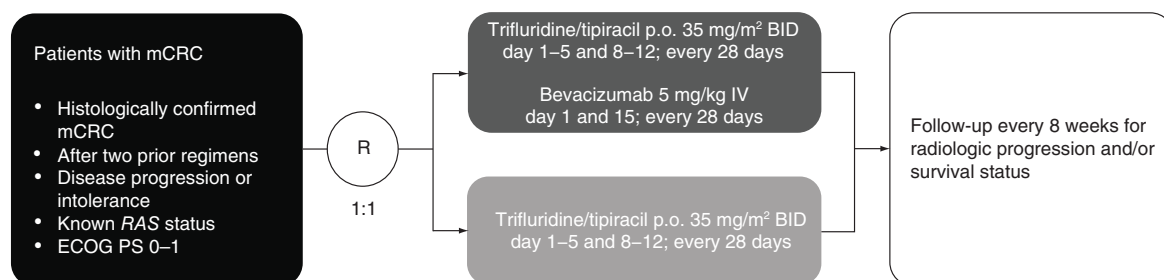 Patients with mCRC
• Histologically confirmed
mCRC
• After two prior regimens
• Disease progression or
intolerance
• Known RAS status
• ECOG PS 0–1
R
1:1
Trifluridine/tipiracil p.o. 35 mg/m² BID
day 1–5 and 8–12; every 28 days
Bevacizumab 5 mg/kg IV
day 1 and 15; every 28 days
Trifluridine/tipiracil p.o. 35 mg/m² BID
day 1–5 and 8–12; every 28 days
Follow-up every 8 weeks for
radiologic progression and/or
survival status